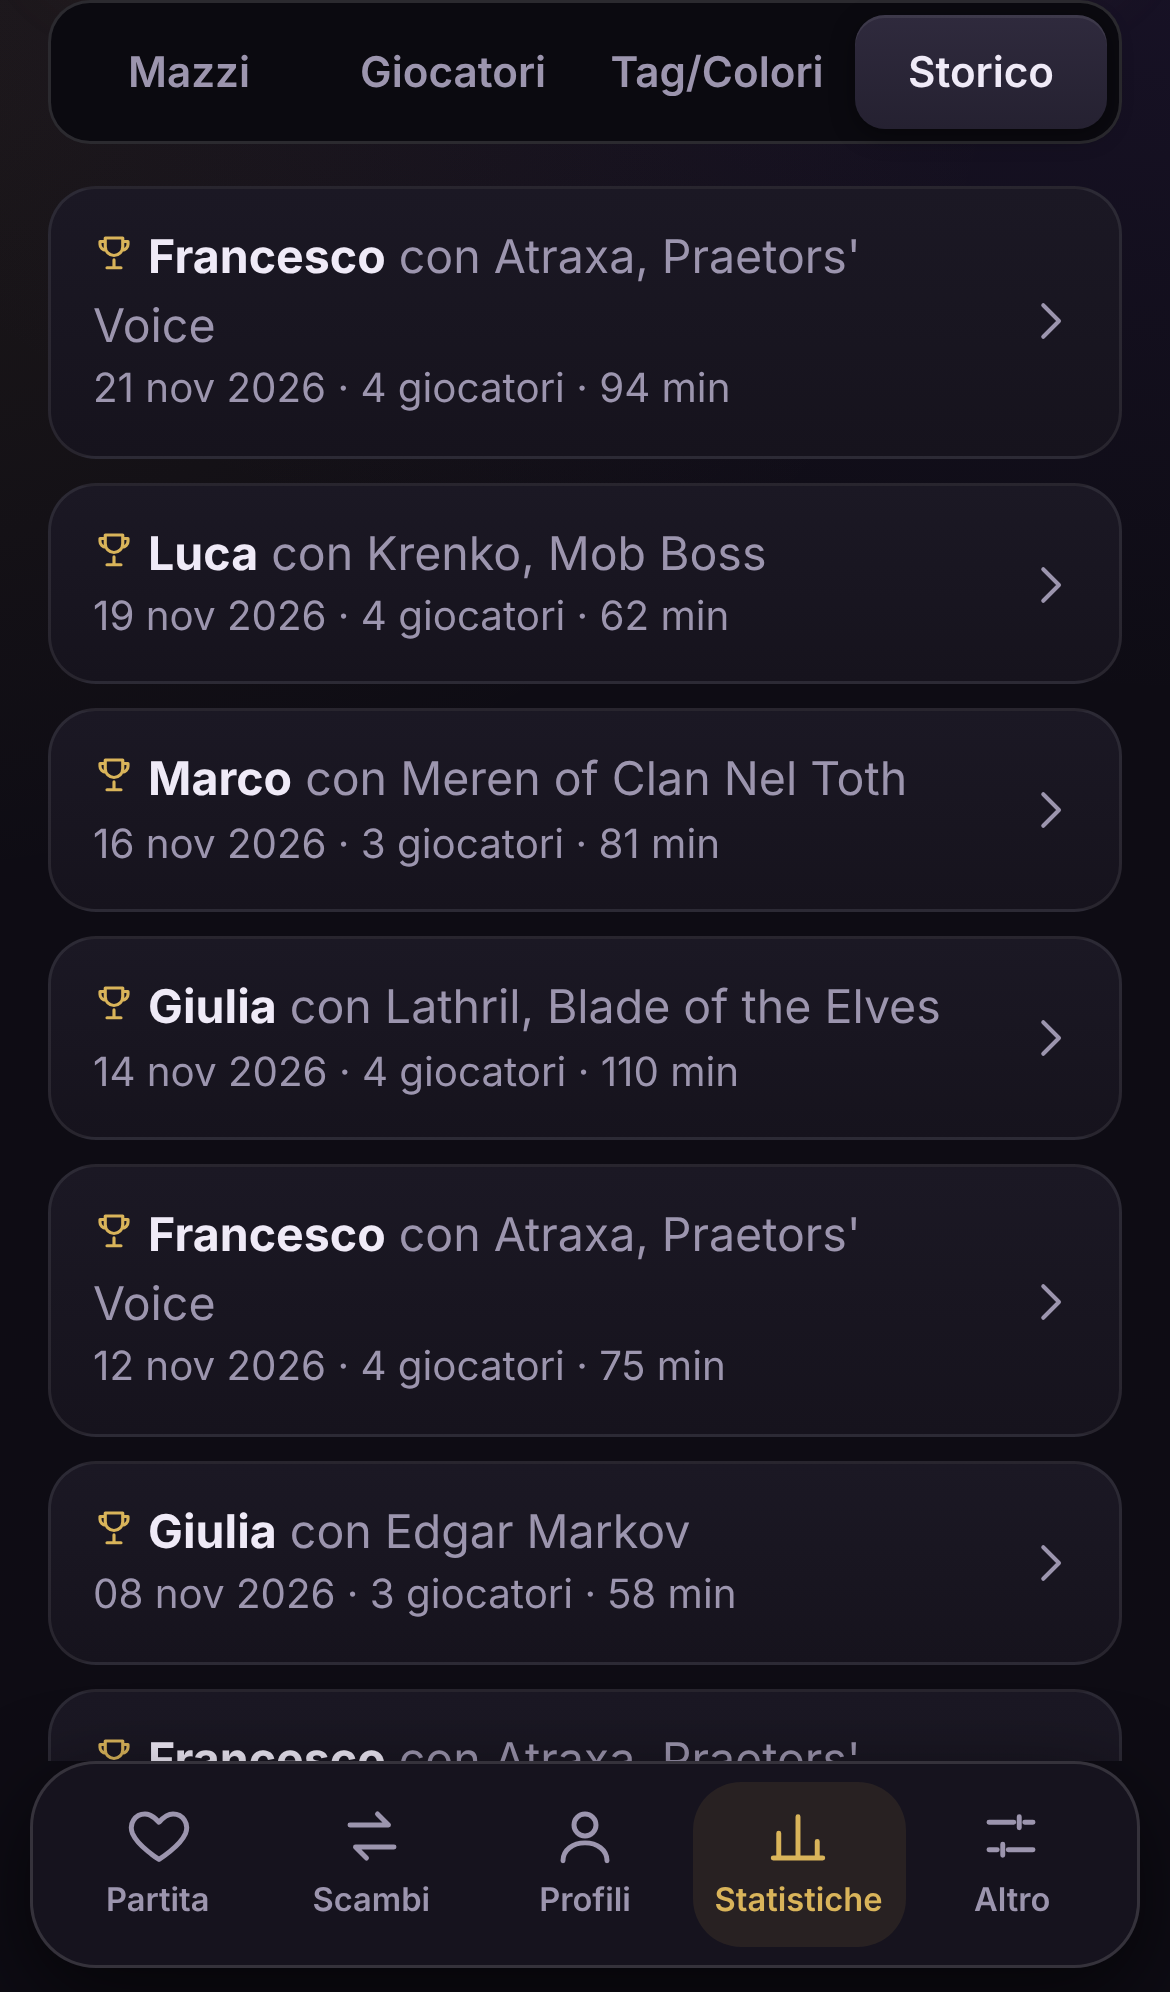 Mazzi Giocatori Tag/Colori Storico
Francesco con Atraxa, Praetors'
Voice
21 nov 2026 · 4 giocatori · 94 min
Luca con Krenko, Mob Boss
19 nov 2026 · 4 giocatori · 62 min
Marco con Meren of Clan Nel Toth
16 nov 2026 · 3 giocatori · 81 min
Giulia con Lathril, Blade of the Elves
14 nov 2026 · 4 giocatori · 110 min
Francesco con Atraxa, Praetors'
Voice
12 nov 2026 · 4 giocatori · 75 min
Giulia con Edgar Markov
08 nov 2026 · 3 giocatori · 58 min
Francesco con Atraxa, Praetors'
Partita Scambi Profili Statistiche Altro